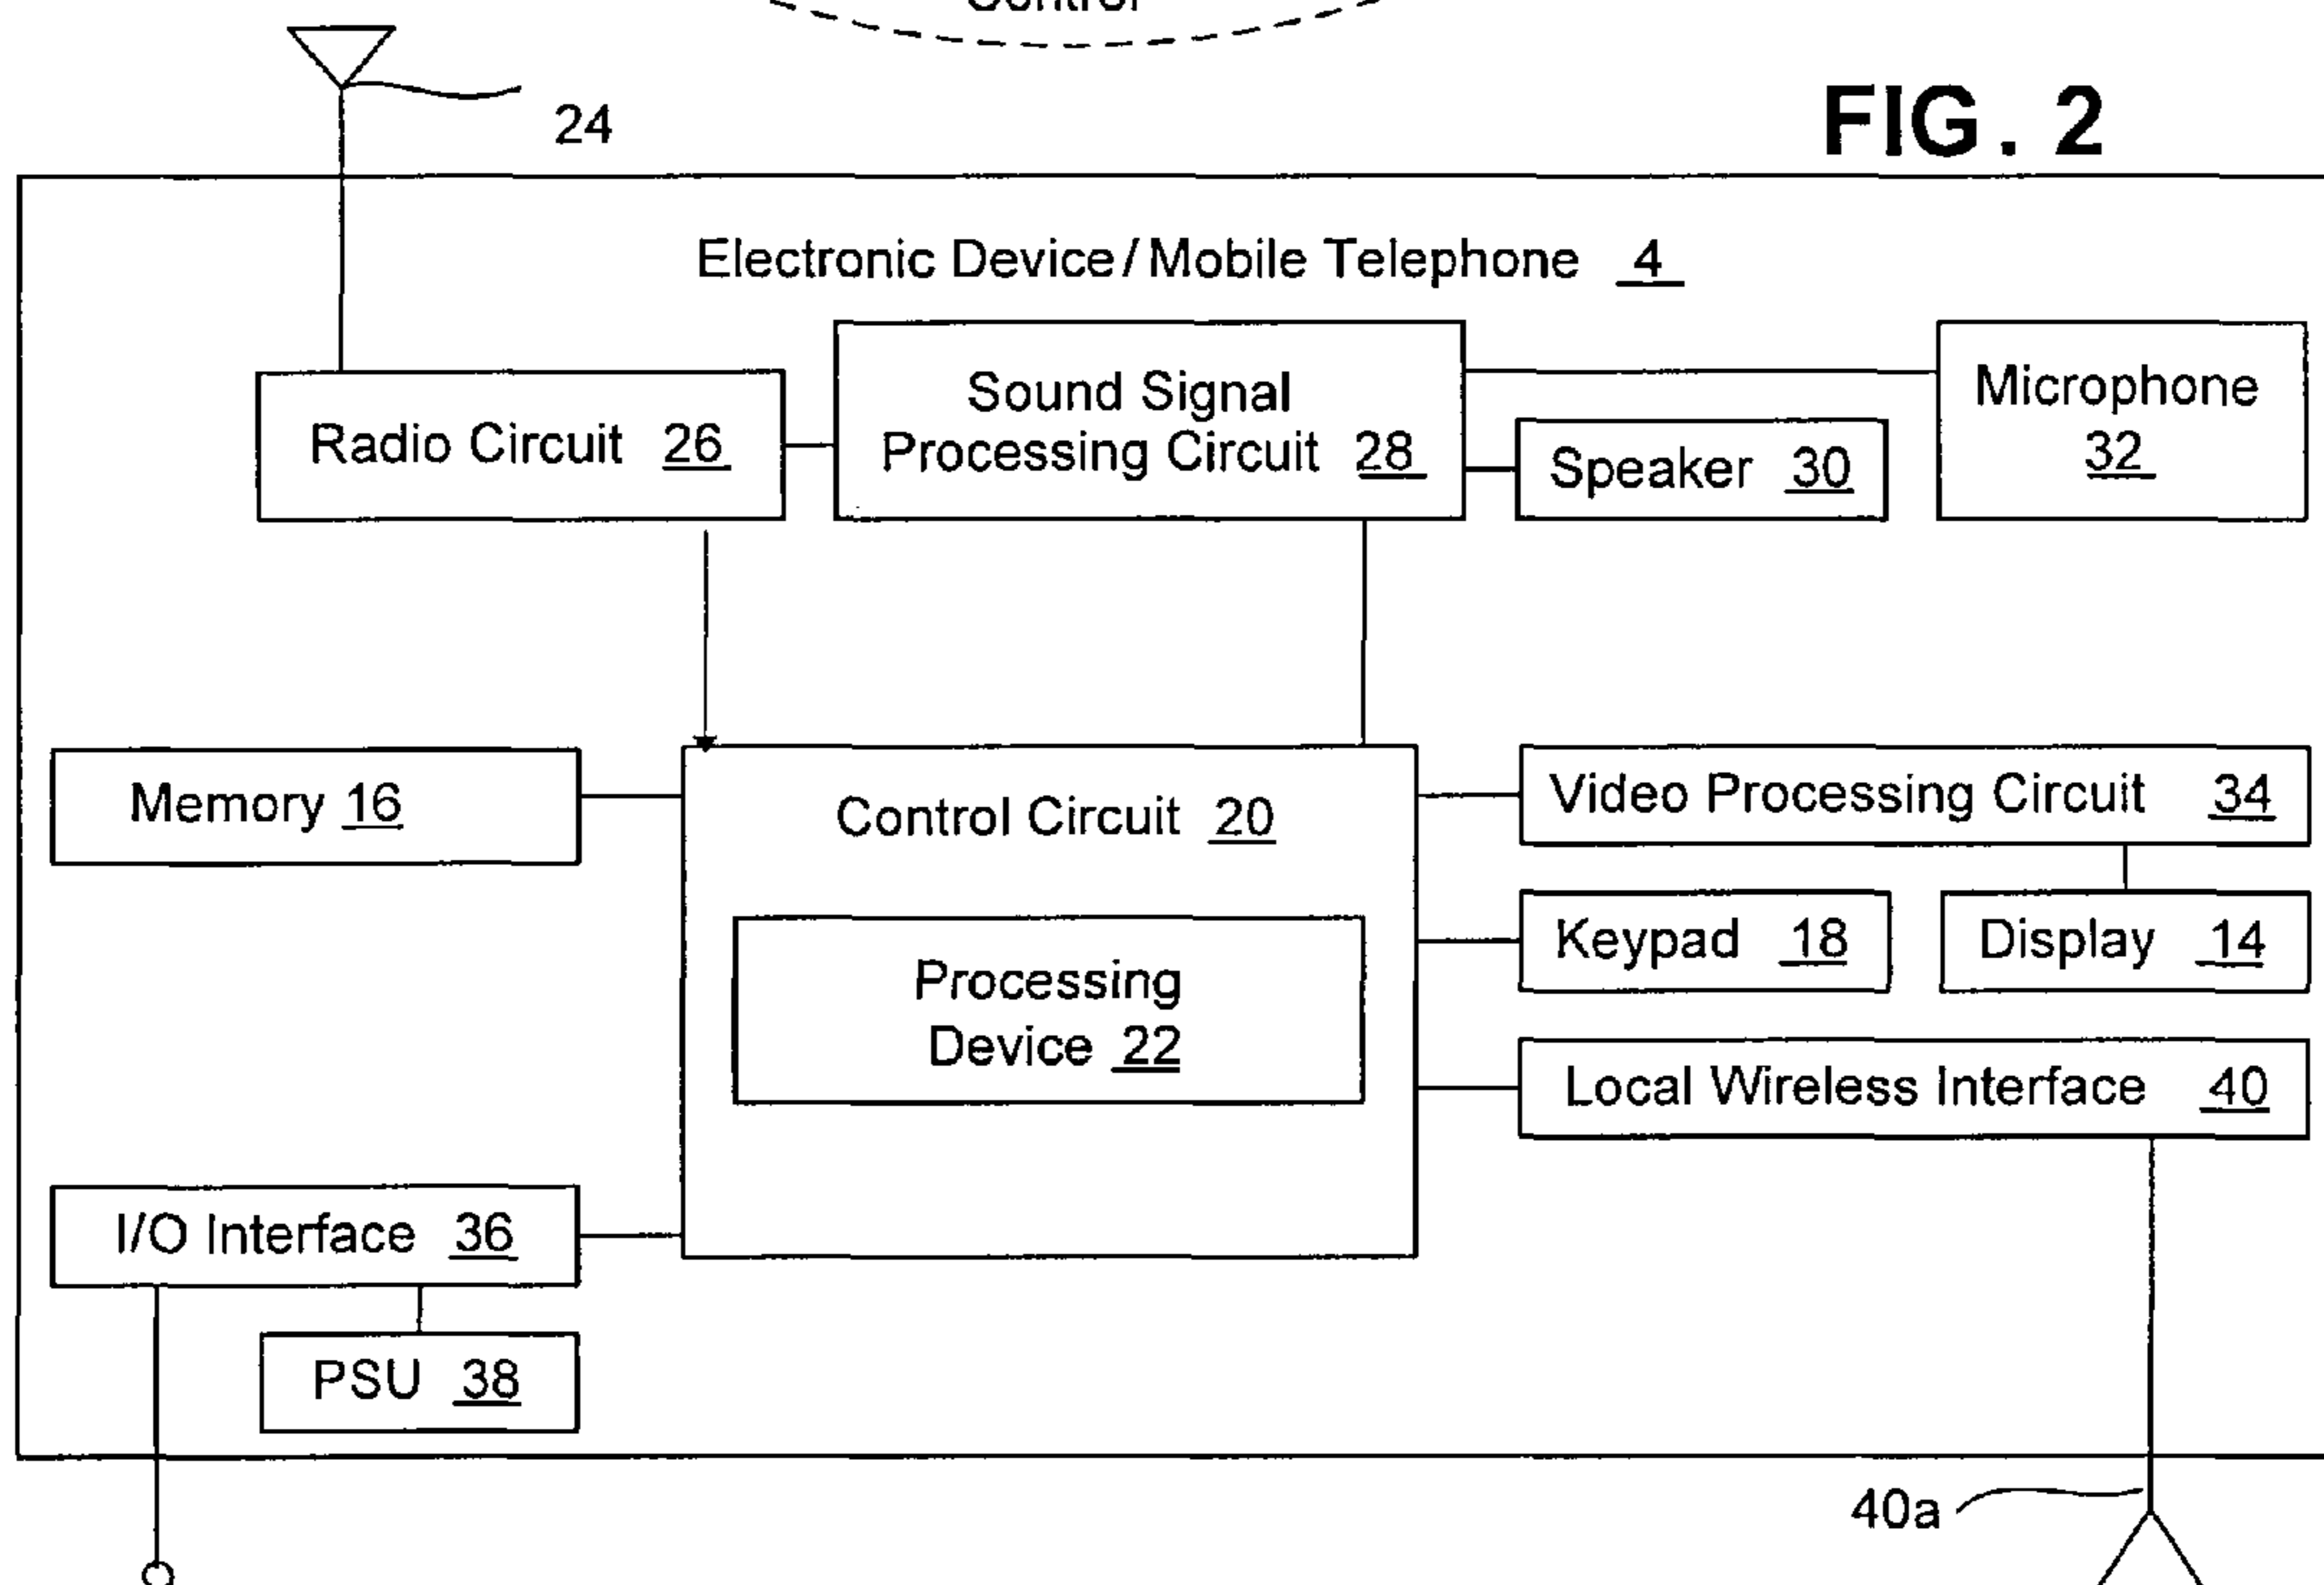 Control
24
FIG. 2
Electronic Device/Mobile Telephone 4
Radio Circuit 26
Sound Signal
Processing Circuit 28
Microphone
32
Speaker 30
Memory 16
Control Circuit 20
Video Processing Circuit 34
Keypad 18
Display 14
Processing
Device 22
Local Wireless Interface 40
I/O Interface 36
PSU 38
40a